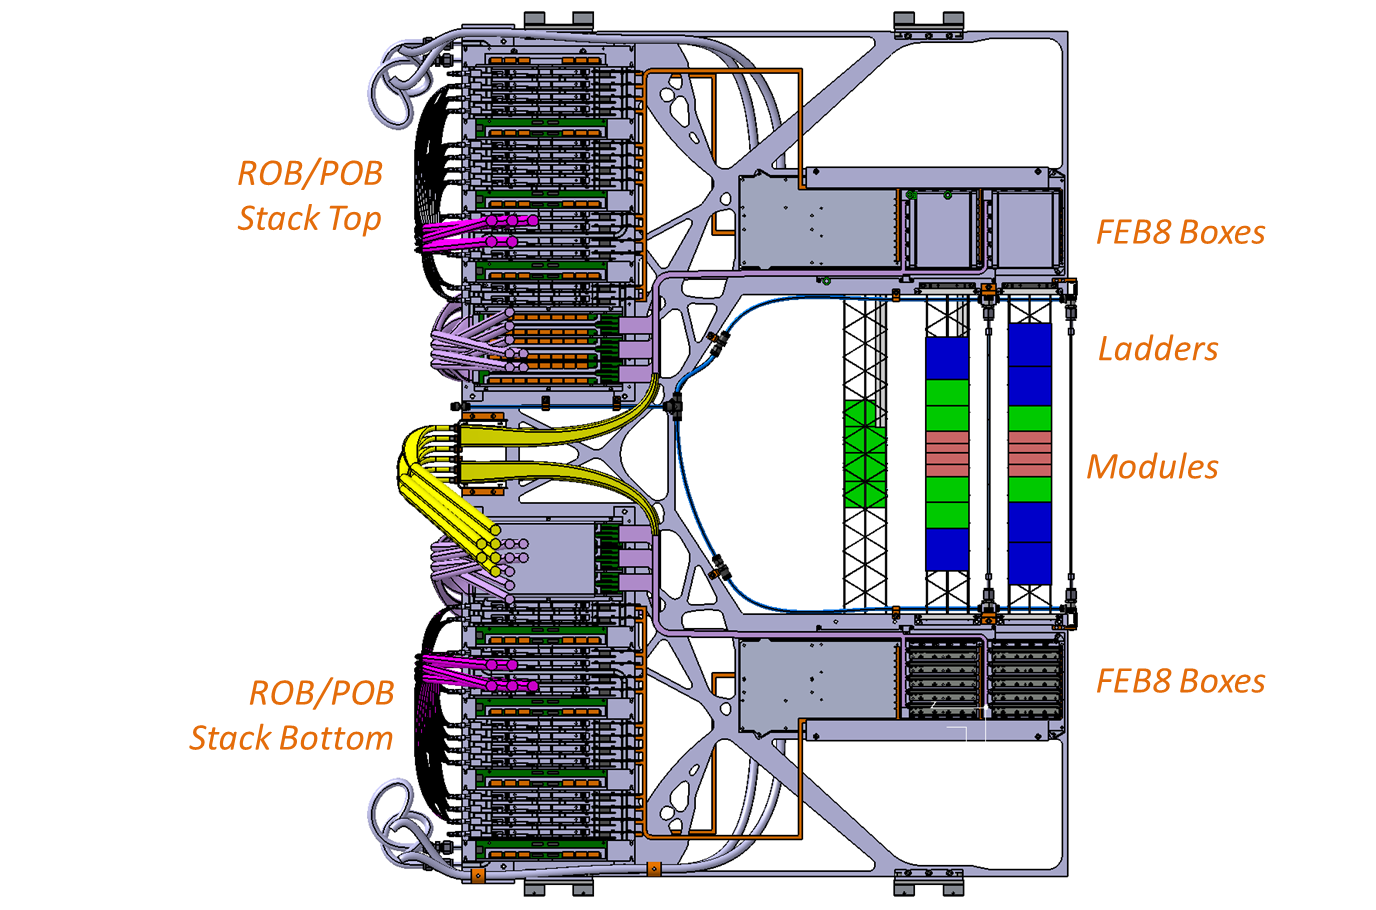 ROB/POB
Stack Top
FEB8 Boxes
Ladders
Modules
FEB8 Boxes
ROB/POB
Stack Bottom